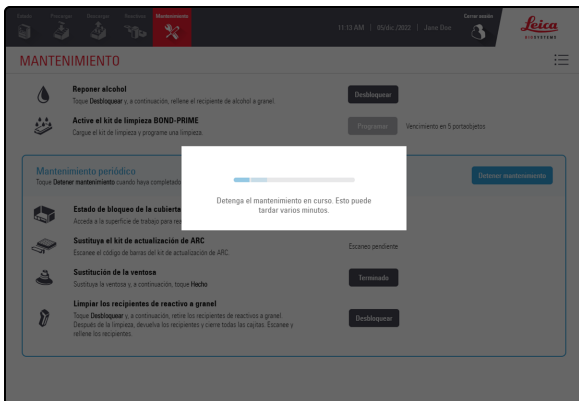 Estado
Precargar
Descargar
Reactivos
Mantenimiento
11:13 AM | 05/dic./2022 | Jane Doe
Cerrar sesión
Leica
BIOSYSTEMS
MANTENIMIENTO
Reponer alcohol
Toque Desbloquear y, a continuación, rellene el recipiente de alcohol a granel.
Desbloquear
Active el kit de limpieza BOND-PRIME
Cargue el kit de limpieza y programe una limpieza.
Programar
Vencimiento en 5 portaobjetos
Mantenimiento periódico
Toque Detener mantenimiento cuando haya completado
Detener mantenimiento
Detenga el mantenimiento en curso. Esto puede
tardar varios minutos.
Estado de bloqueo de la cubierta
Acceda a la superficie de trabajo para rea
Sustituya el kit de actualización de ARC
Escanee el código de barras del kit de actualización de ARC
Escaneo pendiente
Sustitución de la ventosa
Sustituya la ventosa y, a continuación, toque Hecho
Terminado
Limpiar los recipientes de reactivo a granel
Toque Desbloquear y, a continuación, retire los recipientes de reactivos a granel.
Después de la limpieza, devuelva los recipientes y cierre todas las cajitas. Escanee y
rellene los recipientes.
Desbloquear